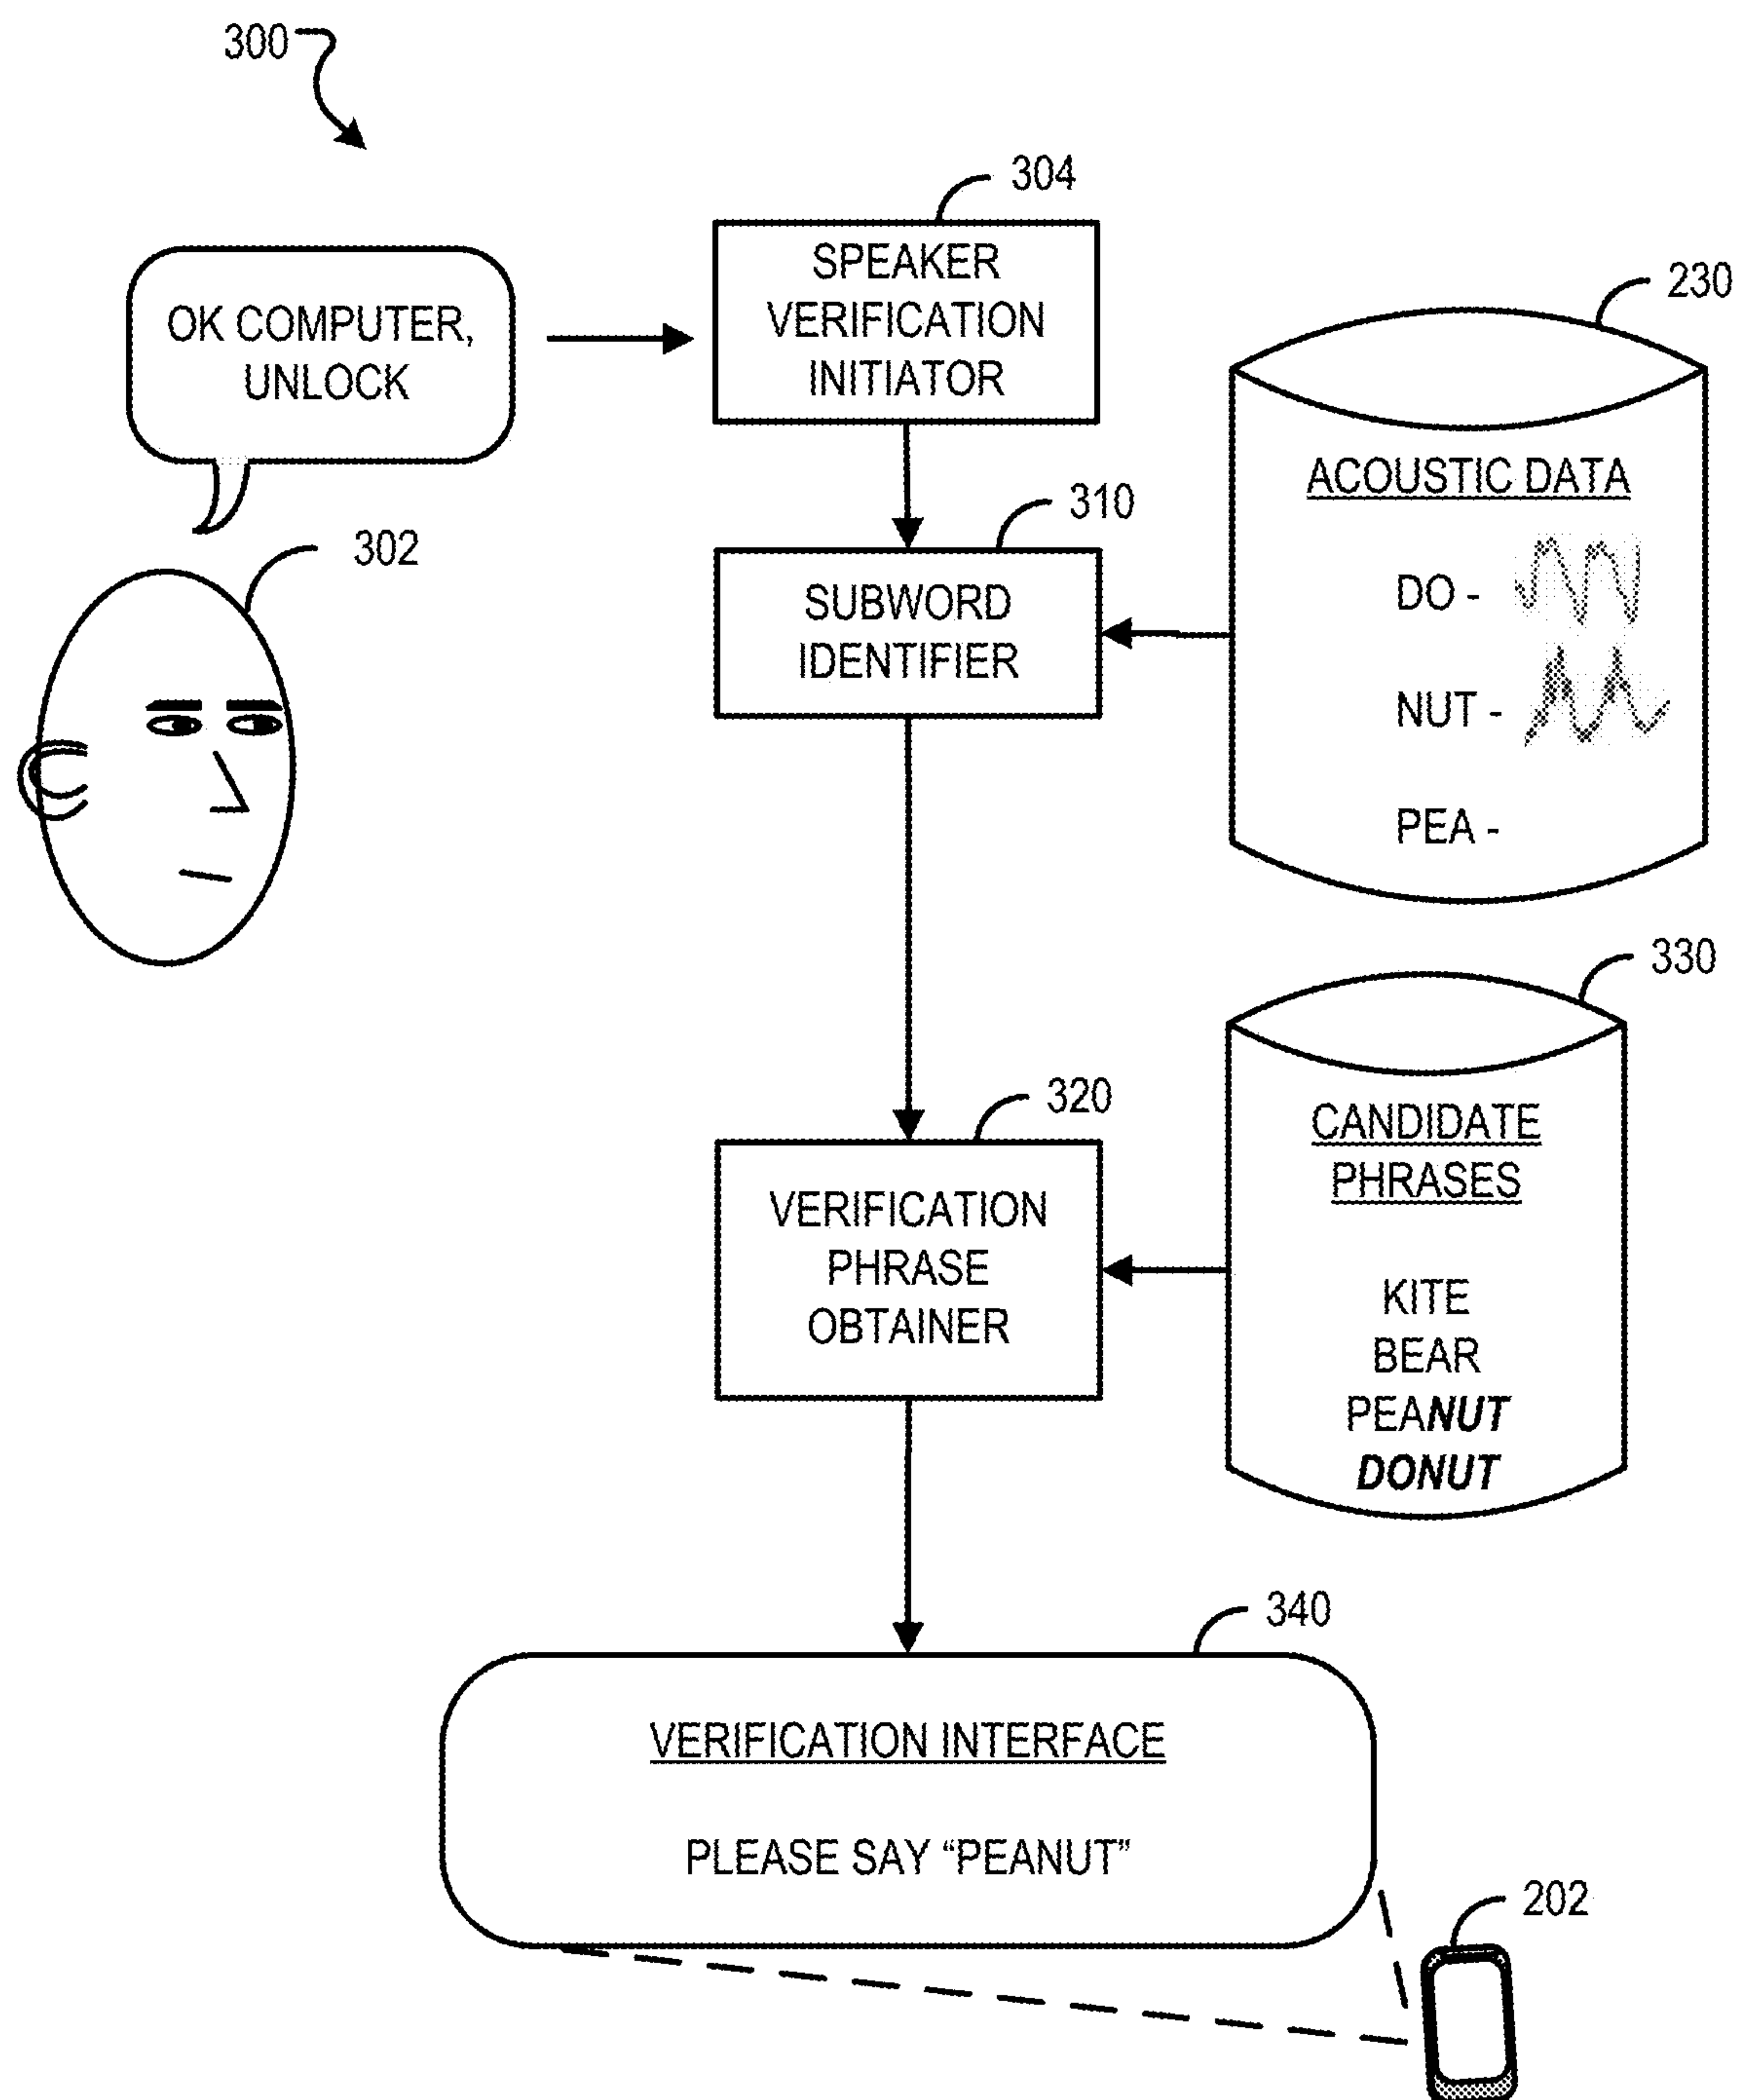 300
304
SPEAKER
VERIFICATION
INITIATOR
OK COMPUTER,
UNLOCK
302
230
ACOUSTIC DATA
DO -
NUT -
PEA -
310
SUBWORD
IDENTIFIER
330
CANDIDATE
PHRASES
KITE
BEAR
PEANUT
DONUT
320
VERIFICATION
PHRASE
OBTAINER
340
VERIFICATION INTERFACE
PLEASE SAY “PEANUT”
202